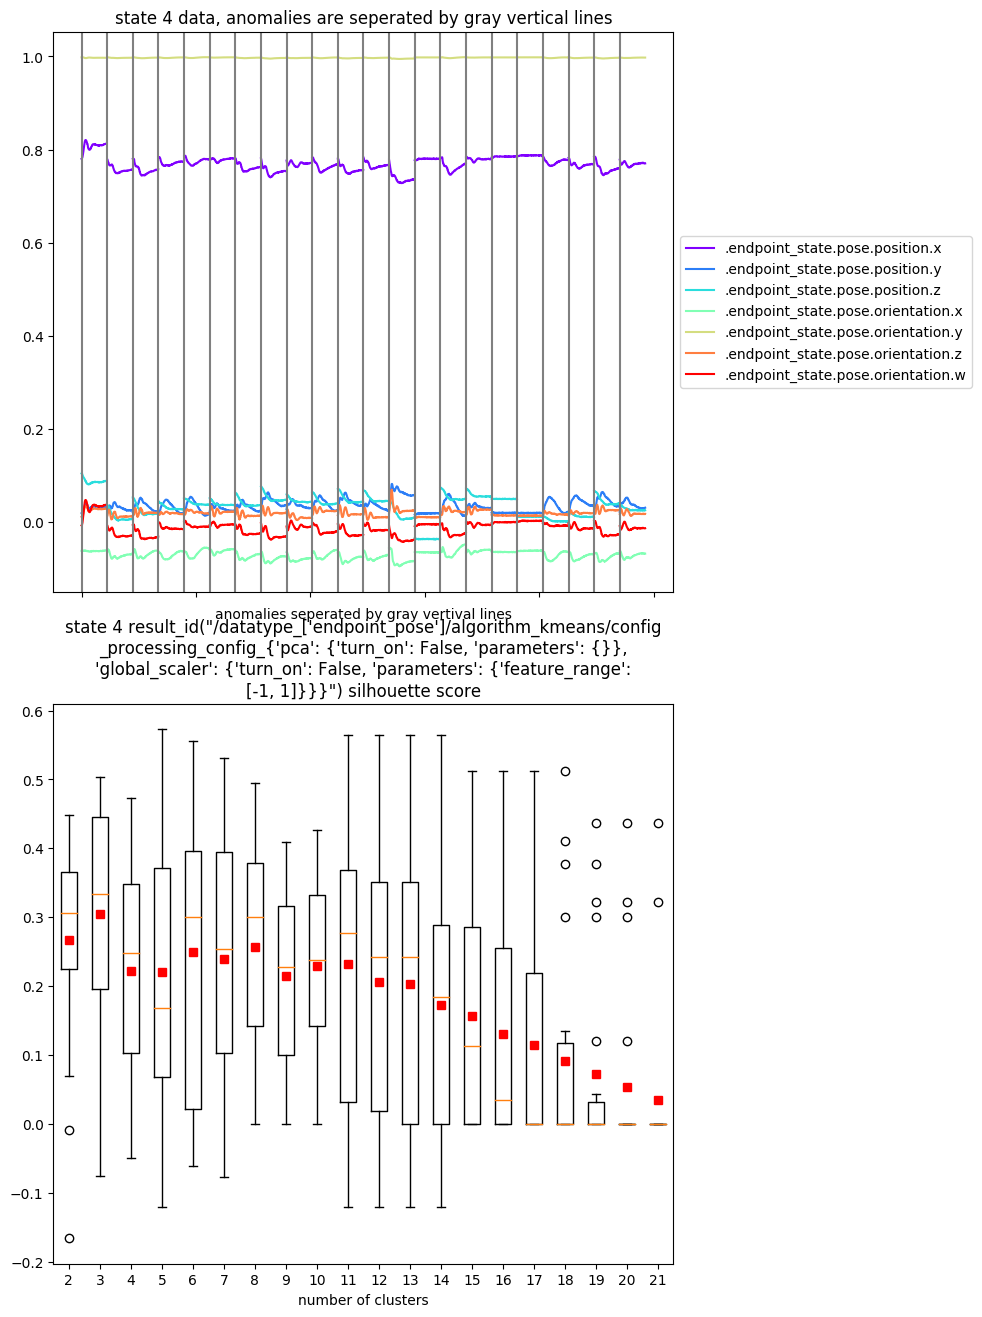 state 4 data, anomalies are seperated by gray vertical lines
1.0
0.8
0.6
0.4
0.2
0.0
.endpoint_state.pose.position.x
.endpoint_state.pose.position.y
.endpoint_state.pose.position.z
.endpoint_state.pose.orientation.x
.endpoint_state.pose.orientation.y
.endpoint_state.pose.orientation.z
.endpoint_state.pose.orientation.w
anomalies seperated by gray vertival lines
state 4 result_id("/datatype_['endpoint_pose']/algorithm_kmeans/config
_processing_config_{'pca': {'turn_on': False, 'parameters': {}},
'global_scaler': {'turn_on': False, 'parameters': {'feature_range':
[-1, 1]}}}") silhouette score
0.6
0.5
0.4
0.3
0.2
0.1
0.0
−0.1
−0.2
2 3 4 5 6 7 8 9 10 11 12 13 14 15 16 17 18 19 20 21
number of clusters